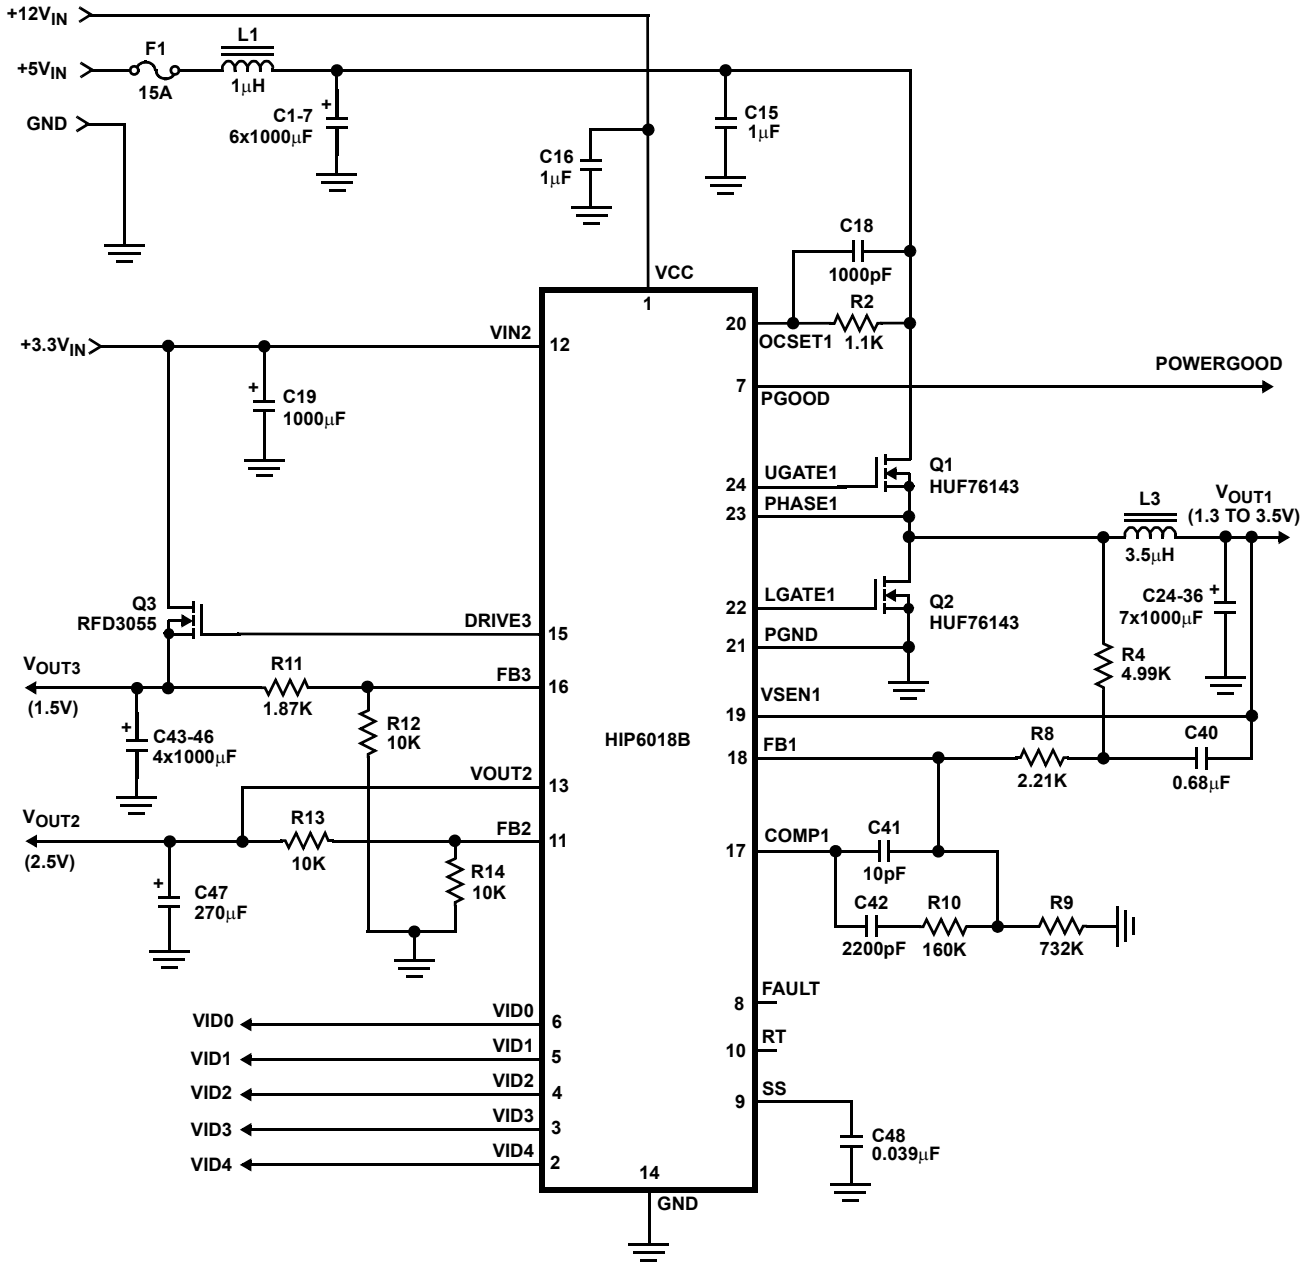 +12VIN
F1
L1
+5VIN
15A
1μH
GND
+
C1-7
6x1000μF
C15
1μF
C16
1μF
C18
1000pF
VCC
1
R2
20
OCSET1
1.1K
+3.3VIN
VIN2
12
+
C19
1000μF
7
PGOOD
POWERGOOD
24
UGATE1
Q1
HUF76143
23
PHASE1
L3
3.5μH
VOUT1
(1.3 TO 3.5V)
22
LGATE1
Q2
HUF76143
21
PGND
+
C24-36
7x1000μF
R4
4.99K
Q3
RFD3055
DRIVE3
15
VOUT3
(1.5V)
R11
1.87K
FB3
16
+
C43-46
4x1000μF
R12
10K
HIP6018B
19
VSEN1
18
FB1
R8
2.21K
C40
0.68μF
VOUT2
13
VOUT2
(2.5V)
R13
10K
FB2
11
R14
10K
+
C47
270μF
17
COMP1
C41
10pF
C42
2200pF
R10
160K
R9
732K
8
FAULT
10
RT
9
SS
C48
0.039μF
VID0
VID0
6
VID1
VID1
5
VID2
VID2
4
VID3
VID3
3
VID4
VID4
2
14
GND